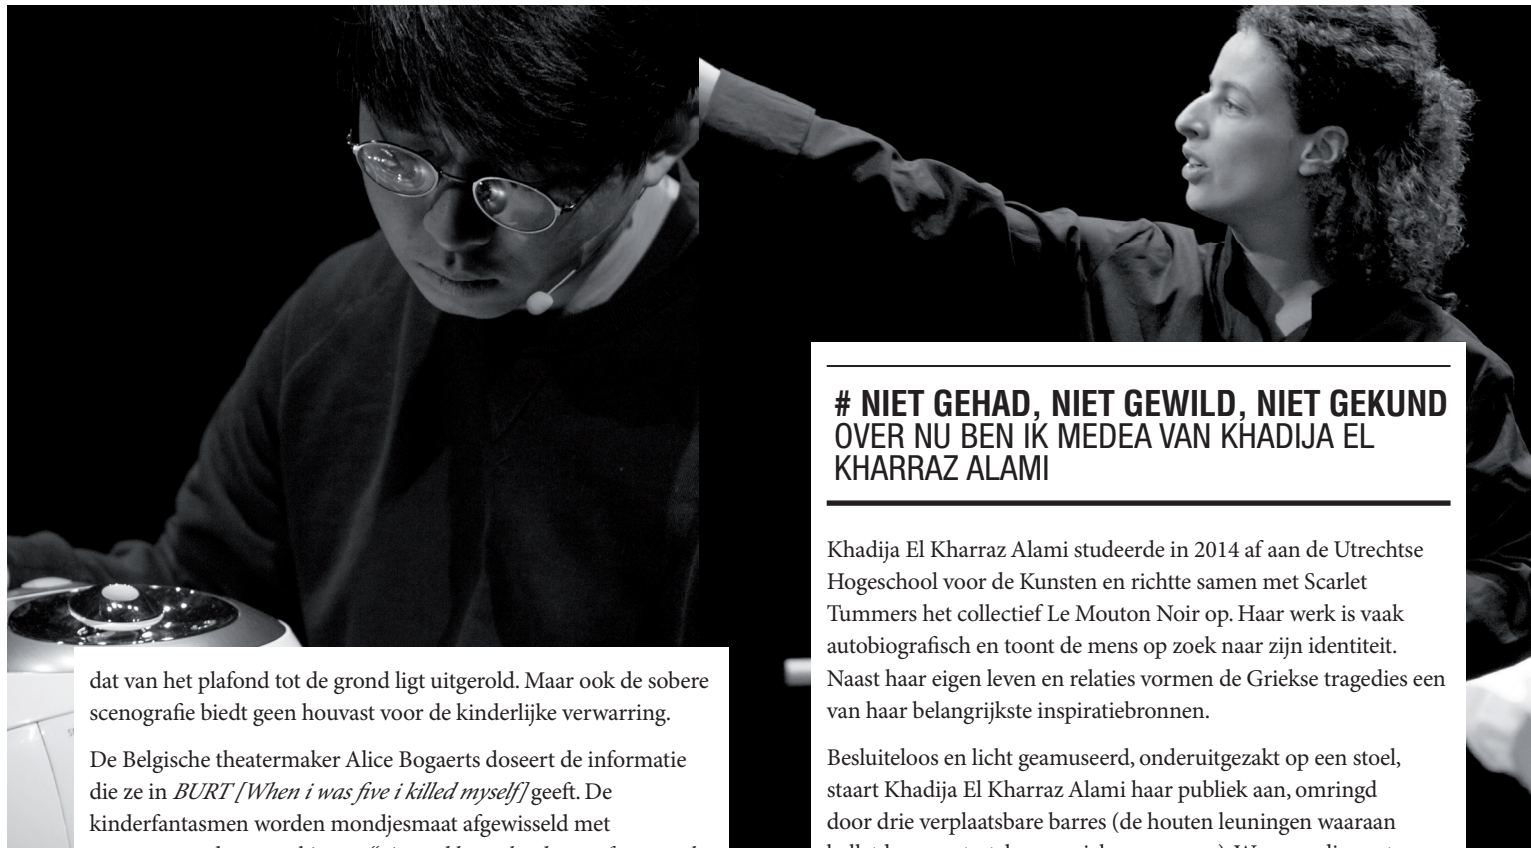 dat van het plafond tot de grond ligt uitgerold. Maar ook de sobere
scenografie biedt geen houvast voor de kinderlijke verwarring.
De Belgische theatermaker Alice Bogaerts doseert de informatie
die ze in BURT [When i was five i killed myself] geeft. De
kinderfantasmen worden mondjesmaat afgewisseld met
# NIET GEHAD, NIET GEWILD, NIET GEKUND
OVER NU BEN IK MEDEA VAN KHADIJA EL
KHARRAZ ALAMI
Khadija El Kharraz Alami studeerde in 2014 af aan de Utrechtse
Hogeschool voor de Kunsten en richtte samen met Scarlet
Tummers het collectief Le Mouton Noir op. Haar werk is vaak
autobiografisch en toont de mens op zoek naar zijn identiteit.
Naast haar eigen leven en relaties vormen de Griekse tragedies een
van haar belangrijkste inspiratiebronnen.
Besluiteloos en licht geamuseerd, onderuitgezakt op een stoel,
staart Khadija El Kharraz Alami haar publiek aan, omringd
door drie verplaatsbare barres (de houten leuningen waaraan